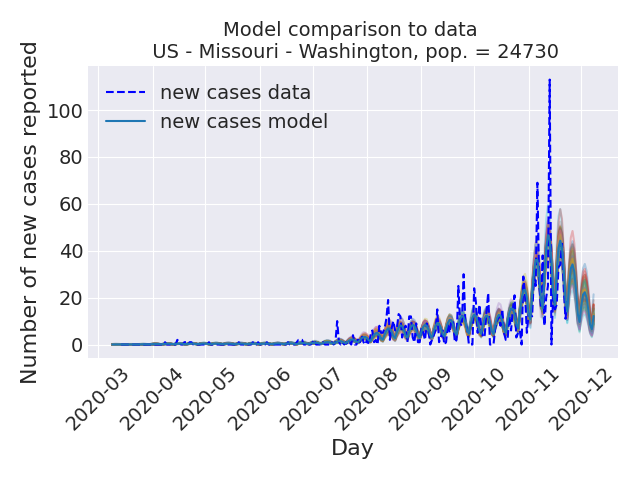 Model comparison to data
US - Missouri - Washington, pop. = 24730
Number of new cases reported
100
80
60
40
20
0
new cases data
new cases model
2020-03
2020-04
2020-05
2020-06
2020-07
2020-08
2020-09
2020-10
2020-11
2020-12
Day